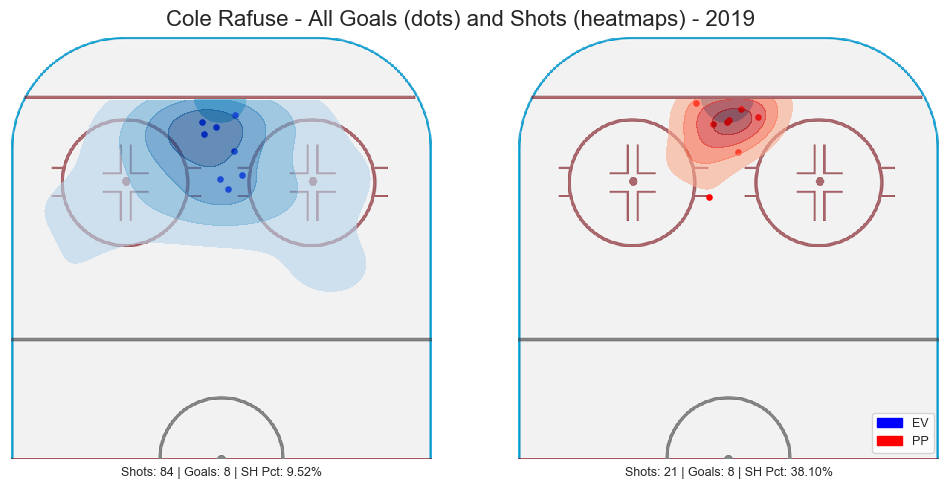 Cole Rafuse - All Goals (dots) and Shots (heatmaps) - 2019
EV
PP
Shots: 84 | Goals: 8 | SH Pct: 9.52%
Shots: 21 | Goals: 8 | SH Pct: 38.10%